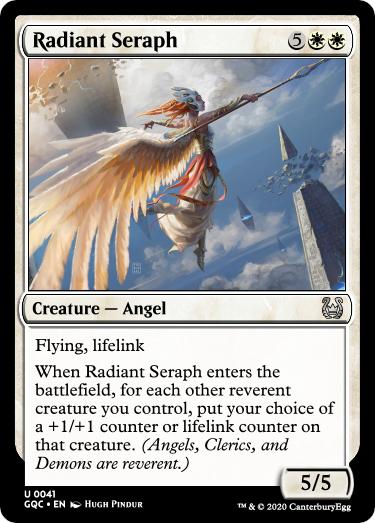 Radiant Seraph 5
Creature — Angel
Flying, lifelink
When Radiant Seraph enters the
battlefield, for each other reverent
creature you control, put your choice of
a +1/+1 counter or lifelink counter on
that creature. (Angels, Clerics, and
Demons are reverent.)
5/5
U 0041
GQC • EN Hugh Pindur ™ & © 2020 CanterburyEgg